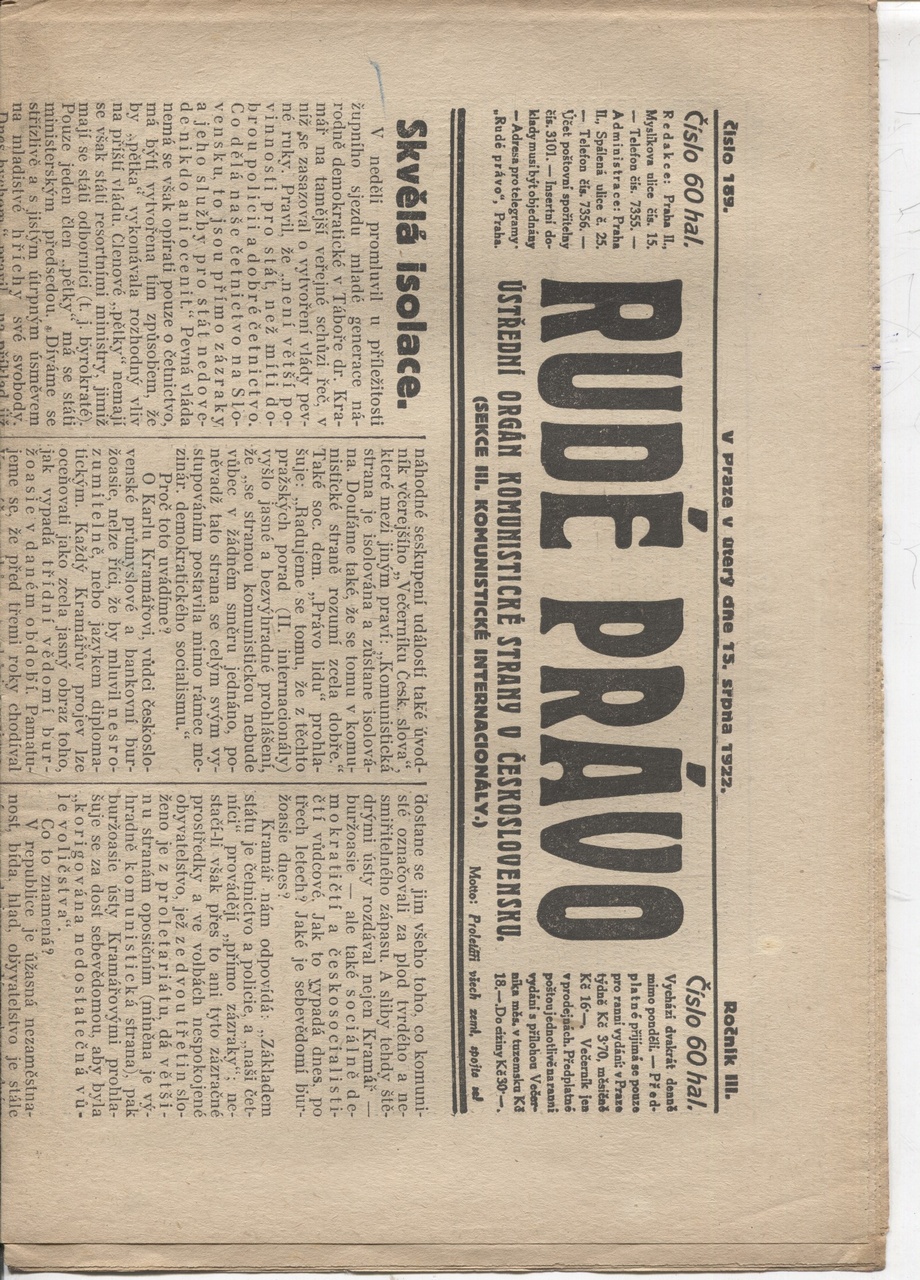 Číslo 189.
V Praze v úterý dne 15. srpna 1922.
Ročník III.
Číslo 60 hal.
Redakce: Praha II.,
Myslíkova ulice čís. 15.
— Telefon čís. 7355. —
Administrace: Praha
II., Spálená ulice č. 25.
— Telefon čís. 7356. —
Účet poštovní spořitelny
čís. 3101. — Insertní do-
klady musí být objednány
— Adresa pro telegramy
„Rudé právo“, Praha.
RUDÉ PRÁVO
ÚSTŘEDNÍ ORGÁN KOMUNISTICKÉ STRANY V ČESKOSLOVENSKU.
(SEKCE III. KOMUNISTICKÉ INTERNACIONÁLY.)
Motto: Proletáři všech zemí, spojte se!
Číslo 60 hal.
Vychází dvakrát denně
mimo pondělí. — Před-
platné přijímá se pouze
pro ranní vydání: v Praze
týdně Kč 3·70, měsíčně
Kč 16—, Večerník jen
v prodejnách. Předplatné
poštou jednotlivě na ranní
vydání s přílohou Večer-
níka měs. v tuzemsku Kč
18.—. Do ciziny Kč 30—.
Skvělá isolace.
V neděli promluvil u příležitosti
župního sjezdu mladé generace ná-
rodně demokratické v Táboře dr. Kra-
mář na tamější veřejné schůzi řeč, v
níž se zasazoval o vytvoření vlády pev-
né ruky. Pravil, že „není větší po-
vinnosti pro stát, než míti do-
brou policii a dobré četnictvo.
Co dělá naše četnictvo na Slo-
vensku, to jsou přímo zázraky
a jeho služby pro stát nedove-
de nikdo ani ocenit.“ Pevná vláda
nemá se však opírati pouze o četnictvo,
má býti vytvořena tím způsobem, že
by „pětka“ vykonávala rozhodný vliv
na příští vládu. Členové „pětky“ nemají
se však státi resortními ministry, jimiž
mají se státi odborníci (t. j. byrokraté).
Pouze jeden člen „pětky“ má se státi
ministerským předsedou. „Díváme se
střízlivě a s jistým útrpným úsměvem
na mladistvé hříchy své svobody.
náhodné seskupení událostí také úvod-
ník včerejšího „Večerníku Česk. slova“,
které mezi jiným praví: „Komunistická
strana je isolována a zůstane isolová-
na. Doufáme také, že se tomu v komu-
nistické straně rozumí zcela dobře.“
Také soc. dem. „Právo lidu“ prohla-
šuje: „Radujeme se tomu, že z těchto
pražských porad (II. internacionály)
vyšlo jasné a bezvýhradné prohlášení,
že „se stranou komunistickou nebude
vůbec v žádném směru jednáno, po-
něvadž tato strana se celým svým vy-
stupováním postavila mimo rámec me-
zinár. demokratického socialismu.“
Proč toto uvádíme?
O Karlu Kramářovi, vůdci českoslo-
venské průmyslové a bankovní bur-
žoasie, nelze říci, že by mluvil nesro-
zumitelně, nebo jazykem diploma-
tickým. Každý Kramářův projev lze
oceňovati jako zcela jasný obraz toho,
jak vypadá třídní vědomí bur-
žoasie v daném období. Pamatu-
jeme se, že před třemi roky chodíval
dostane se jim všeho toho, co komuni-
sté označovali za plod tvrdého a ne-
smiřitelného zápasu. A sliby tehdy ště-
drými ústy rozdával nejen Kramář —
buržoasie — ale také sociálně de-
mokratičtí a českosocialisti-
čtí vůdcové. Jak to vypadá dnes, po
třech letech? Jaké je sebevědomí bur-
žoasie dnes?
Kramář nám odpovídá: „Základem
státu je četnictvo a policie, a „naši čet-
níci“ provádějí „přímo zázraky“; ne-
stačí-li však přes to ani tyto zázračné
prostředky a ve volbách nespokojené
obyvatelstvo, jež ze dvou třetin slo-
ženo je z proletariátu, dá větši-
nu stranám oposičním (míněna je vý-
hradně komunistická strana), pak
buržoasie ústy Kramářovými prohla-
šuje se za dost sebevědomou, aby byla
„korigována nedostatečná vů-
le voličstva“.
Co to znamená?
V republice je úžasná nezaměstna-
nost, bída, hlad, obyvatelstvo je stále